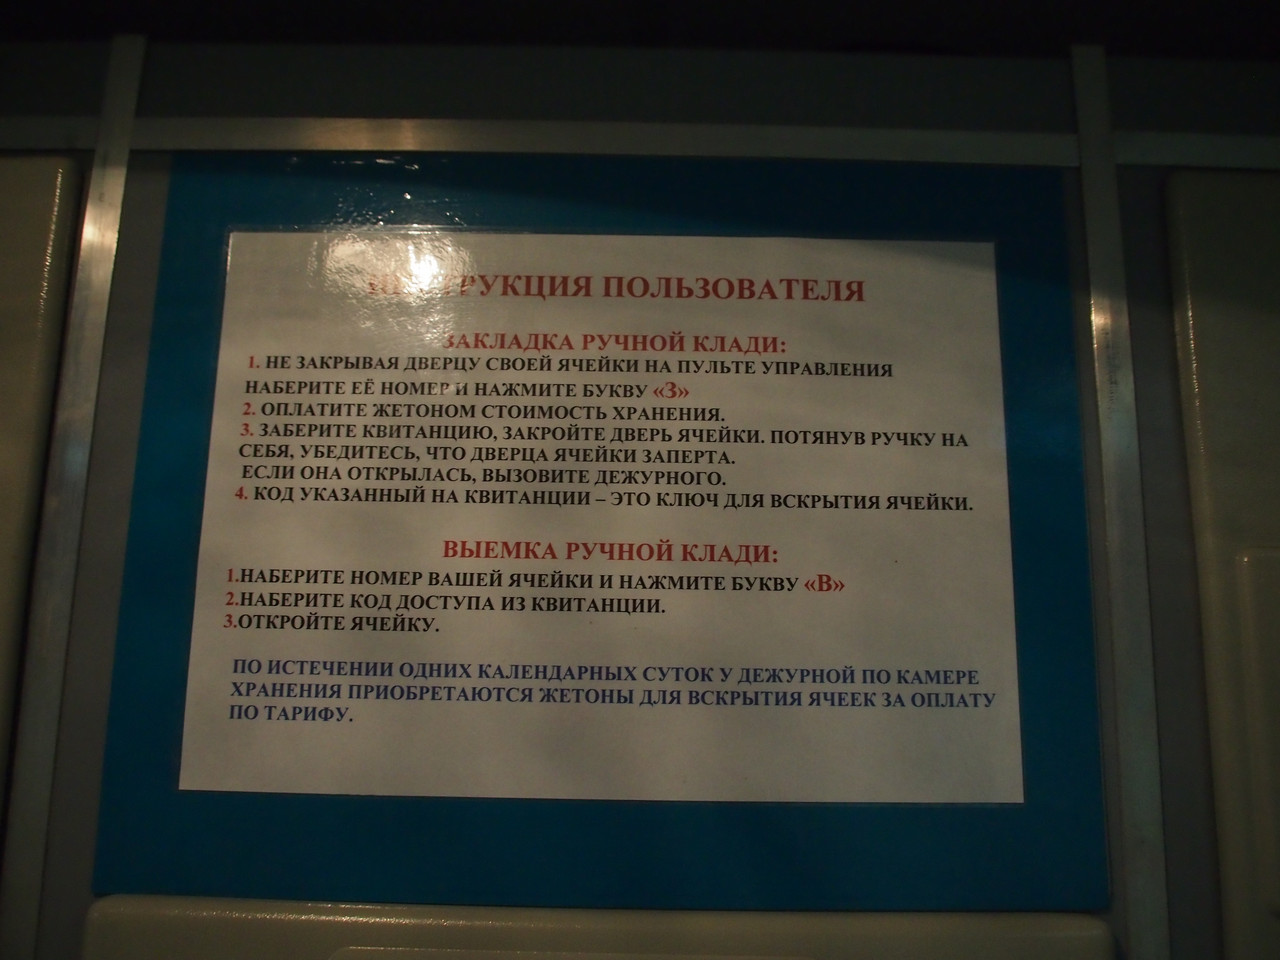 ИНСТРУКЦИЯ ПОЛЬЗОВАТЕЛЯ
ЗАКЛАДКА РУЧНОЙ КЛАДИ:
1. НЕ ЗАКРЫВАЯ ДВЕРЦУ СВОЕЙ ЯЧЕЙКИ НА ПУЛЬТЕ УПРАВЛЕНИЯ
НАБЕРИТЕ ЕЁ НОМЕР И НАЖМИТЕ БУКВУ «З»
2. ОПЛАТИТЕ ЖЕТОНОМ СТОИМОСТЬ ХРАНЕНИЯ.
3. ЗАБЕРИТЕ КВИТАНЦИЮ, ЗАКРОЙТЕ ДВЕРЬ ЯЧЕЙКИ. ПОТЯНУВ РУЧКУ НА
СЕБЯ, УБЕДИТЕСЬ, ЧТО ДВЕРЦА ЯЧЕЙКИ ЗАПЕРТА.
ЕСЛИ ОНА ОТКРЫЛАСЬ, ВЫЗОВИТЕ ДЕЖУРНОГО.
4. КОД УКАЗАННЫЙ НА КВИТАНЦИИ – ЭТО КЛЮЧ ДЛЯ ВСКРЫТИЯ ЯЧЕЙКИ.
ВЫЕМКА РУЧНОЙ КЛАДИ:
1.НАБЕРИТЕ НОМЕР ВАШЕЙ ЯЧЕЙКИ И НАЖМИТЕ БУКВУ «В»
2.НАБЕРИТЕ КОД ДОСТУПА ИЗ КВИТАНЦИИ.
3.ОТКРОЙТЕ ЯЧЕЙКУ.
ПО ИСТЕЧЕНИИ ОДНИХ КАЛЕНДАРНЫХ СУТОК У ДЕЖУРНОЙ ПО КАМЕРЕ
ХРАНЕНИЯ ПРИОБРЕТАЮТСЯ ЖЕТОНЫ ДЛЯ ВСКРЫТИЯ ЯЧЕЕК ЗА ОПЛАТУ
ПО ТАРИФУ.